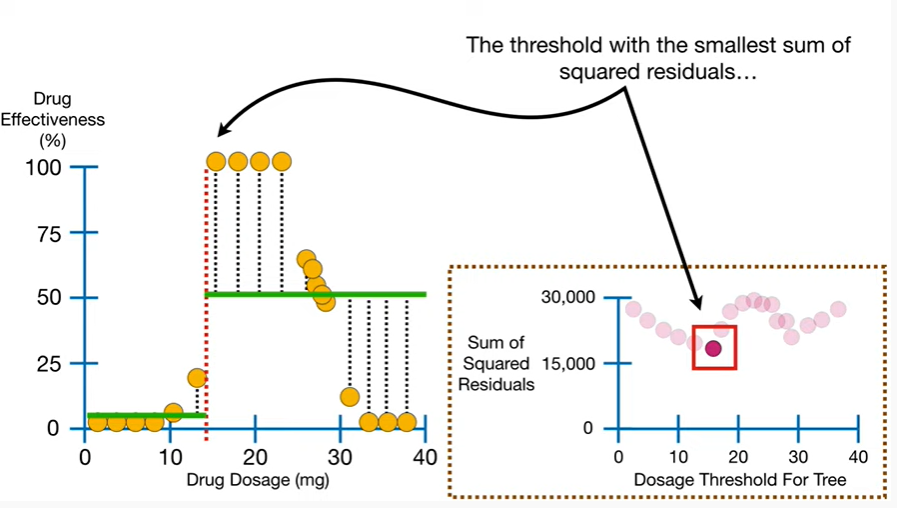 The threshold with the smallest sum of
squared residuals…
Drug
Effectiveness
(%)
100
75
50
25
0
0 10 20 30 40
Drug Dosage (mg)
Sum of
Squared
Residuals
30,000
15,000
0
0 10 20 30 40
Dosage Threshold For Tree